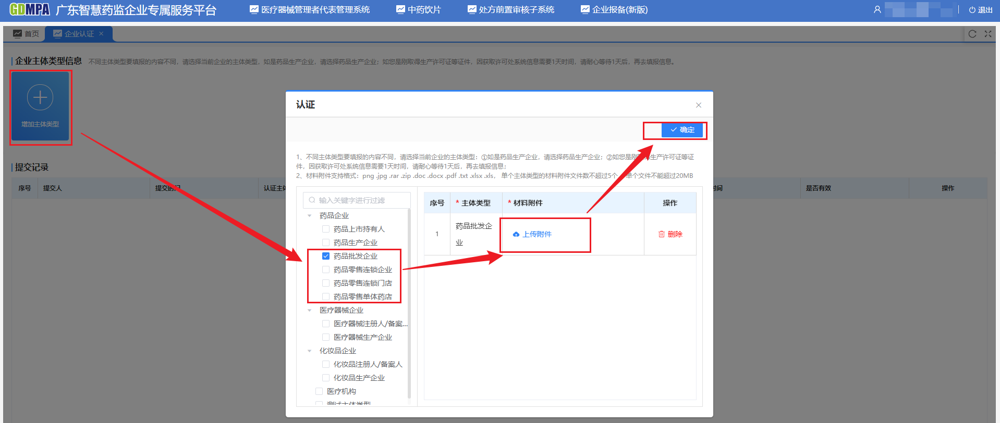 GDMPA 广东智慧药监企业专属服务平台 医疗器械管理者代表管理系统 中药饮片 处方前置审核子系统 企业报备(新版) 退出
首页 企业认证
企业主体类型信息 不同主体类型要填报的内容不同，请选择当前企业的主体类型，如是药品生产企业，请选择药品生产企业；如您是刚取得生产许可证等证件，因获取许可处系统信息需要1天时间，请耐心等待1天后，再去填报信息。
增加主体类型
提交记录
序号 提交人 提交时间 认证主体 时间 是否有效 操作
认证
确定
1、不同主体类型要填报的内容不同，请选择当前企业的主体类型：①如是药品生产企业，请选择药品生产企业；②如您是刚 生产许可证等证
件，因获取许可处系统信息需要1天时间，请耐心等待1天后，再去填报信息；
2、材料附件支持格式：png .jpg .rar .zip .doc .docx .pdf .txt .xlsx .xls， 单个主体类型的材料附件文件数不超过5个 单个文件不能超过20MB
输入关键字进行过滤
药品企业
药品上市持有人
药品生产企业
药品批发企业
药品零售连锁企业
药品零售连锁门店
药品零售单体药店
医疗器械企业
医疗器械注册人/备案...
医疗器械生产企业
化妆品企业
化妆品注册人/备案人
化妆品生产企业
医疗机构
测试主体类型
序号 * 主体类型 * 材料附件 操作
1 药品批发企
业
上传附件 删除